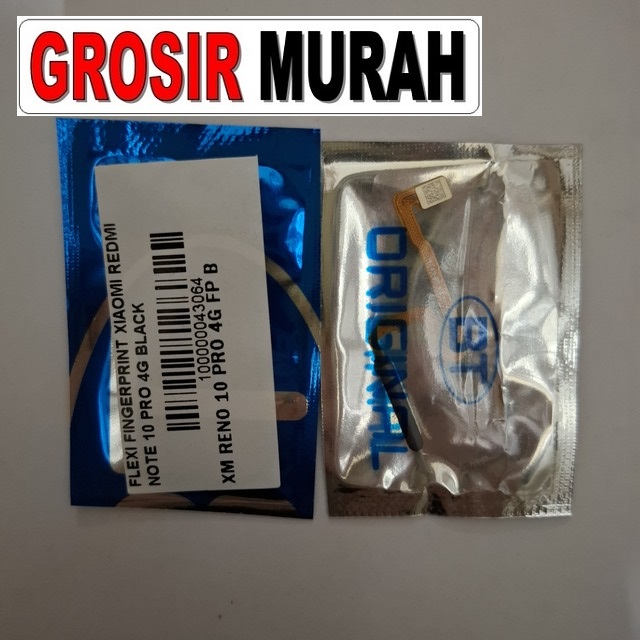 GROSIR MURAH
FLEXI FINGERPRINT XIAOMI REDMI
NOTE 10 PRO 4G BLACK
100000043064
XM RENO 10 PRO 4G FP B
ORIGINAL
BT